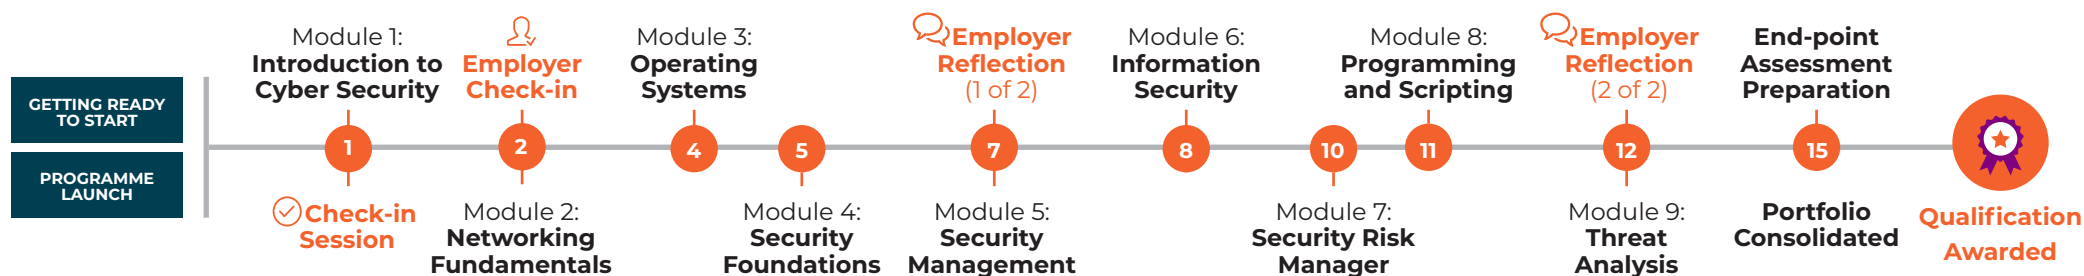 GETTING READY
TO START
PROGRAMME
LAUNCH
Module 1:
Introduction to
Cyber Security
1
Check-in
Session
Employer
Check-in
2
Module 2:
Networking
Fundamentals
Module 3:
Operating
Systems
4
5
Module 4:
Security
Foundations
Employer
Reflection
(1 of 2)
7
Module 5:
Security
Management
Module 6:
Information
Security
8
10
Module 7:
Security Risk
Manager
Module 8:
Programming
and Scripting
11
Employer
Reflection
(2 of 2)
12
Module 9:
Threat
Analysis
End-point
Assessment
Preparation
15
Portfolio
Consolidated
Qualification
Awarded